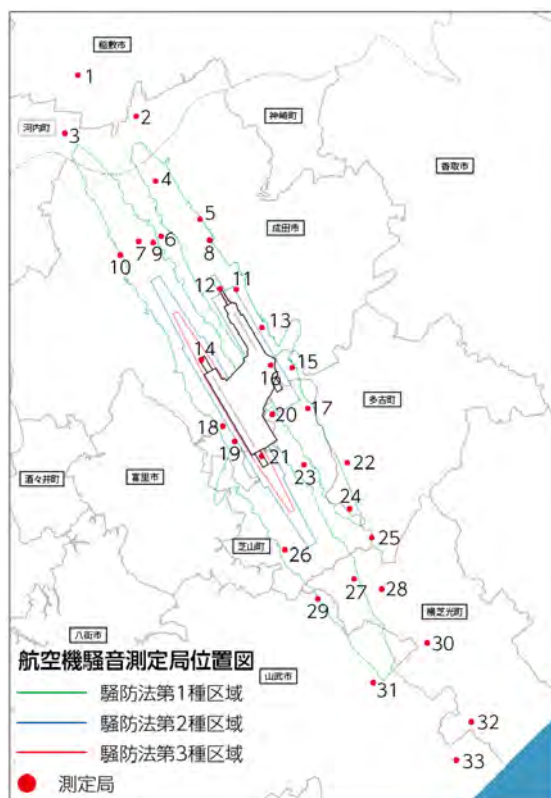 稲敷市
1
2
河内町
3
神崎町
香取市
4
5
成田市
6
7
9
8
10
12
11
13
14
15
16
17
多古町
20
18
19
21
22
23
酒々井町
富里市
24
25
芝山町
26
27
28
29
横芝光町
八街市
30
山武市
31
32
33
航空機騒音測定局位置図
騒防法第1種区域
騒防法第2種区域
騒防法第3種区域
測定局